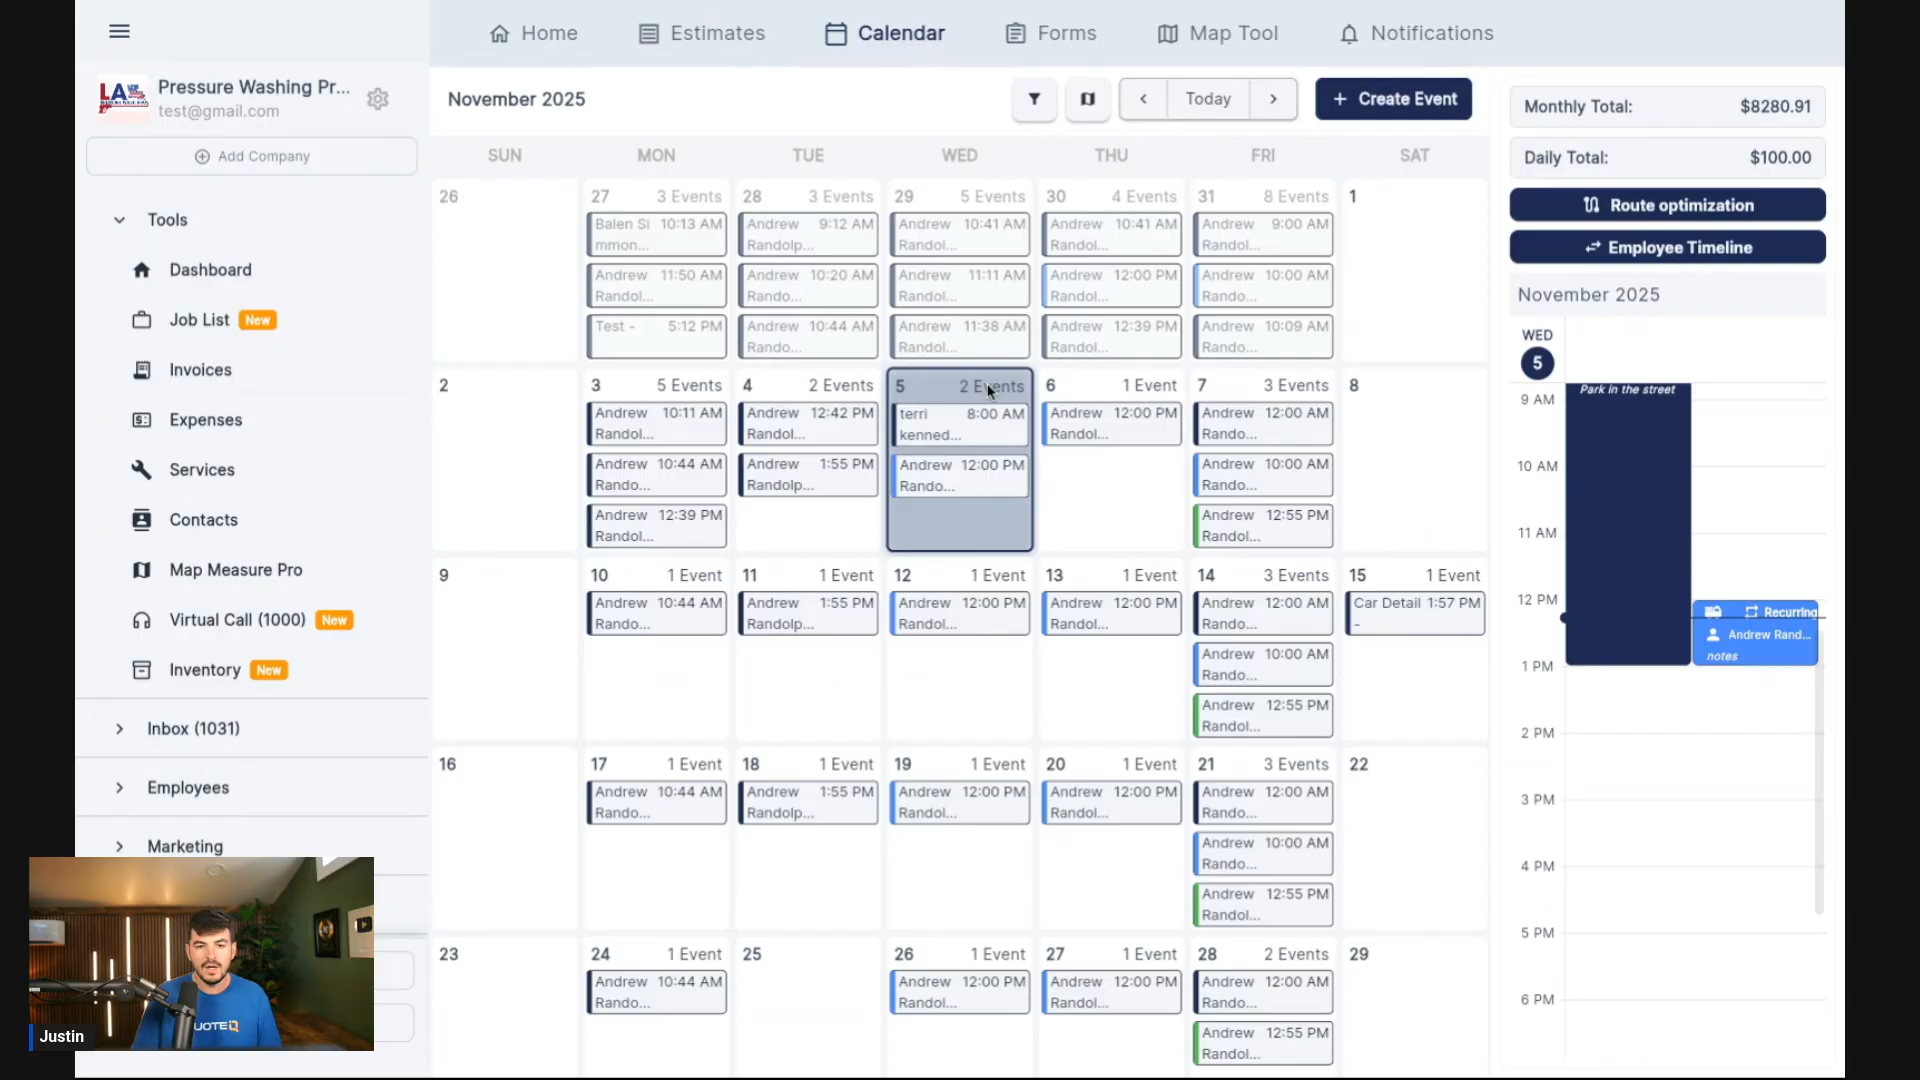 Home
Estimates
Calendar
Forms
Map Tool
Notifications
LA
Pressure Washing Pr...
test@gmail.com
Add Company
Tools
Dashboard
Job List New
Invoices
Expenses
Services
Contacts
Map Measure Pro
Virtual Call (1000) New
Inventory New
Inbox (1031)
Employees
Marketing
UOTEQ
Justin
November 2025
Today
+ Create Event
SUN MON TUE WED THU FRI SAT
26
27 3 Events
Balen Si 10:13 AM
mmon...
Andrew 11:50 AM
Randol...
Test - 5:12 PM
28 3 Events
Andrew 9:12 AM
Randolp...
Andrew 10:20 AM
Rando...
Andrew 10:44 AM
Rando...
29 5 Events
Andrew 10:41 AM
Randol...
Andrew 11:11 AM
Randol...
Andrew 11:38 AM
Randol...
30 4 Events
Andrew 10:41 AM
Randol...
Andrew 12:00 PM
Randol...
Andrew 12:39 PM
Randol...
31 8 Events
Andrew 9:00 AM
Randol...
Andrew 10:00 AM
Rando...
Andrew 10:09 AM
Rando...
1
2
3 5 Events
Andrew 10:11 AM
Randol...
Andrew 10:44 AM
Rando...
Andrew 12:39 PM
Randol...
4 2 Events
Andrew 12:42 PM
Randol...
Andrew 1:55 PM
Randolp...
5 2 Events
terri 8:00 AM
kenned...
Andrew 12:00 PM
Rando...
6 1 Event
Andrew 12:00 PM
Randol...
7 3 Events
Andrew 12:00 AM
Rando...
Andrew 10:00 AM
Rando...
Andrew 12:55 PM
Randol...
8
9
10 1 Event
Andrew 10:44 AM
Rando...
11 1 Event
Andrew 1:55 PM
Randolp...
12 1 Event
Andrew 12:00 PM
Randol...
13 1 Event
Andrew 12:00 PM
Randol...
14 3 Events
Andrew 12:00 AM
Rando...
Andrew 10:00 AM
Rando...
Andrew 12:55 PM
Randol...
15 1 Event
Car Detail 1:57 PM
-
16
17 1 Event
Andrew 10:44 AM
Rando...
18 1 Event
Andrew 1:55 PM
Randolp...
19 1 Event
Andrew 12:00 PM
Randol...
20 1 Event
Andrew 12:00 PM
Randol...
21 3 Events
Andrew 12:00 AM
Rando...
Andrew 10:00 AM
Rando...
Andrew 12:55 PM
Randol...
22
23
24 1 Event
Andrew 10:44 AM
Rando...
25
26 1 Event
Andrew 12:00 PM
Randol...
27 1 Event
Andrew 12:00 PM
Randol...
28 2 Events
Andrew 12:00 AM
Rando...
Andrew 12:55 PM
Randol...
29
Monthly Total: $8280.91
Daily Total: $100.00
Route optimization
Employee Timeline
November 2025
WED
5
Park in the street
9 AM
10 AM
11 AM
12 PM
Recurring
Andrew Rand...
notes
1 PM
2 PM
3 PM
4 PM
5 PM
6 PM